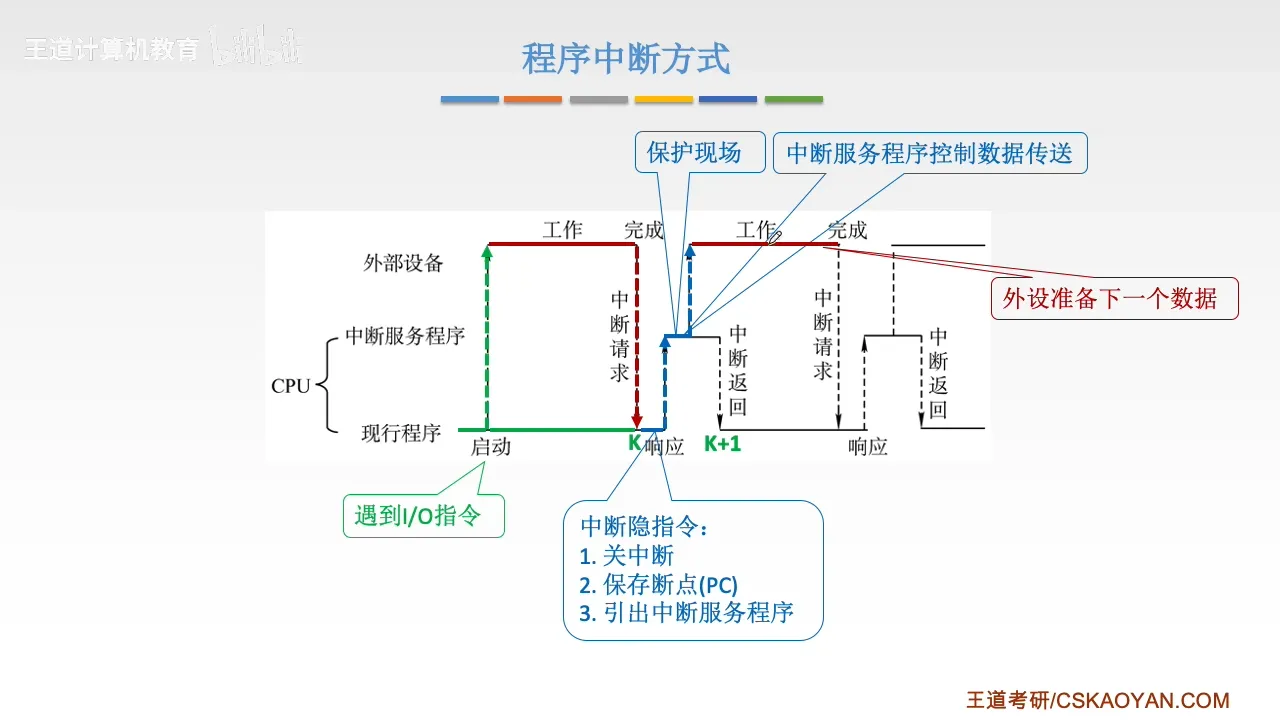 王道计算机教育 bilibili
程序中断方式
保护现场
中断服务程序控制数据传送
工作
完成
工作
完成
外部设备
外设准备下一个数据
中断请求
中断请求
中断服务程序
中断返回
中断返回
CPU
现行程序
启动
K
响应
K+1
响应
遇到I/O指令
中断隐指令：
1. 关中断
2. 保存断点(PC)
3. 引出中断服务程序
王道考研/CSKAOYAN.COM